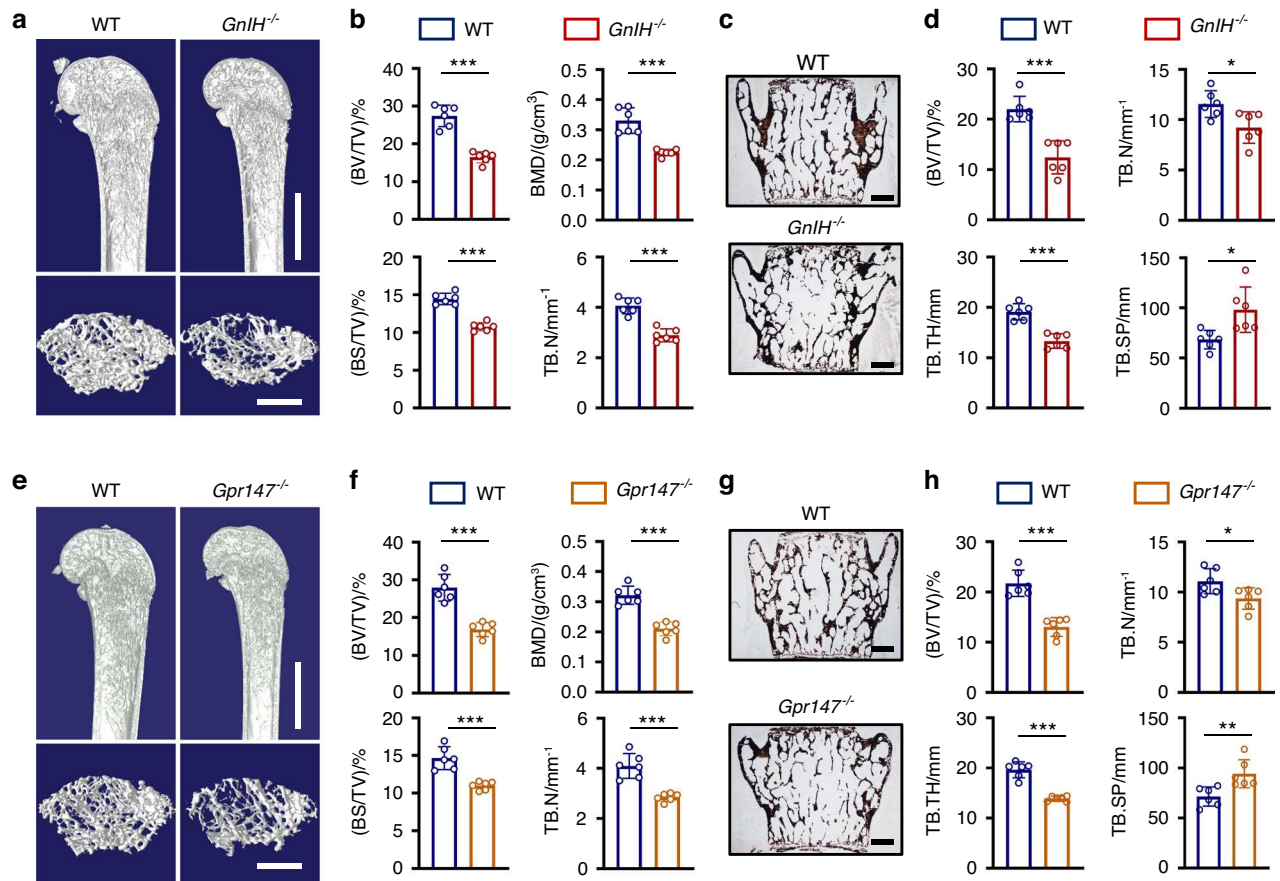 a
WT
GnIH-/-
b
WT
GnIH-/-
(BV/TV)/%
40
30
20
10
0
***
BMD/(g/cm3)
0.5
0.4
0.3
0.2
0.1
0.0
***
(BS/TV)/%
20
15
10
5
0
***
TB.N/mm-1
6
4
2
0
***
c
WT
GnIH-/-
d
WT
GnIH-/-
(BV/TV)/%
30
20
10
0
***
TB.N/mm-1
15
10
5
0
*
TB.TH/mm
30
20
10
0
***
TB.SP/mm
150
100
50
0
*
e
WT
Gpr147-/-
f
WT
Gpr147-/-
(BV/TV)/%
40
30
20
10
0
***
BMD/(g/cm3)
0.5
0.4
0.3
0.2
0.1
0.0
***
(BS/TV)/%
20
15
10
15
0
***
TB.N/mm-1
6
4
2
0
***
g
WT
Gpr147-/-
h
WT
Gpr147-/-
(BV/TV)/%
30
20
10
0
***
TB.N/mm-1
15
10
5
0
*
TB.TH/mm
30
20
10
0
***
TB.SP/mm
150
100
50
0
**